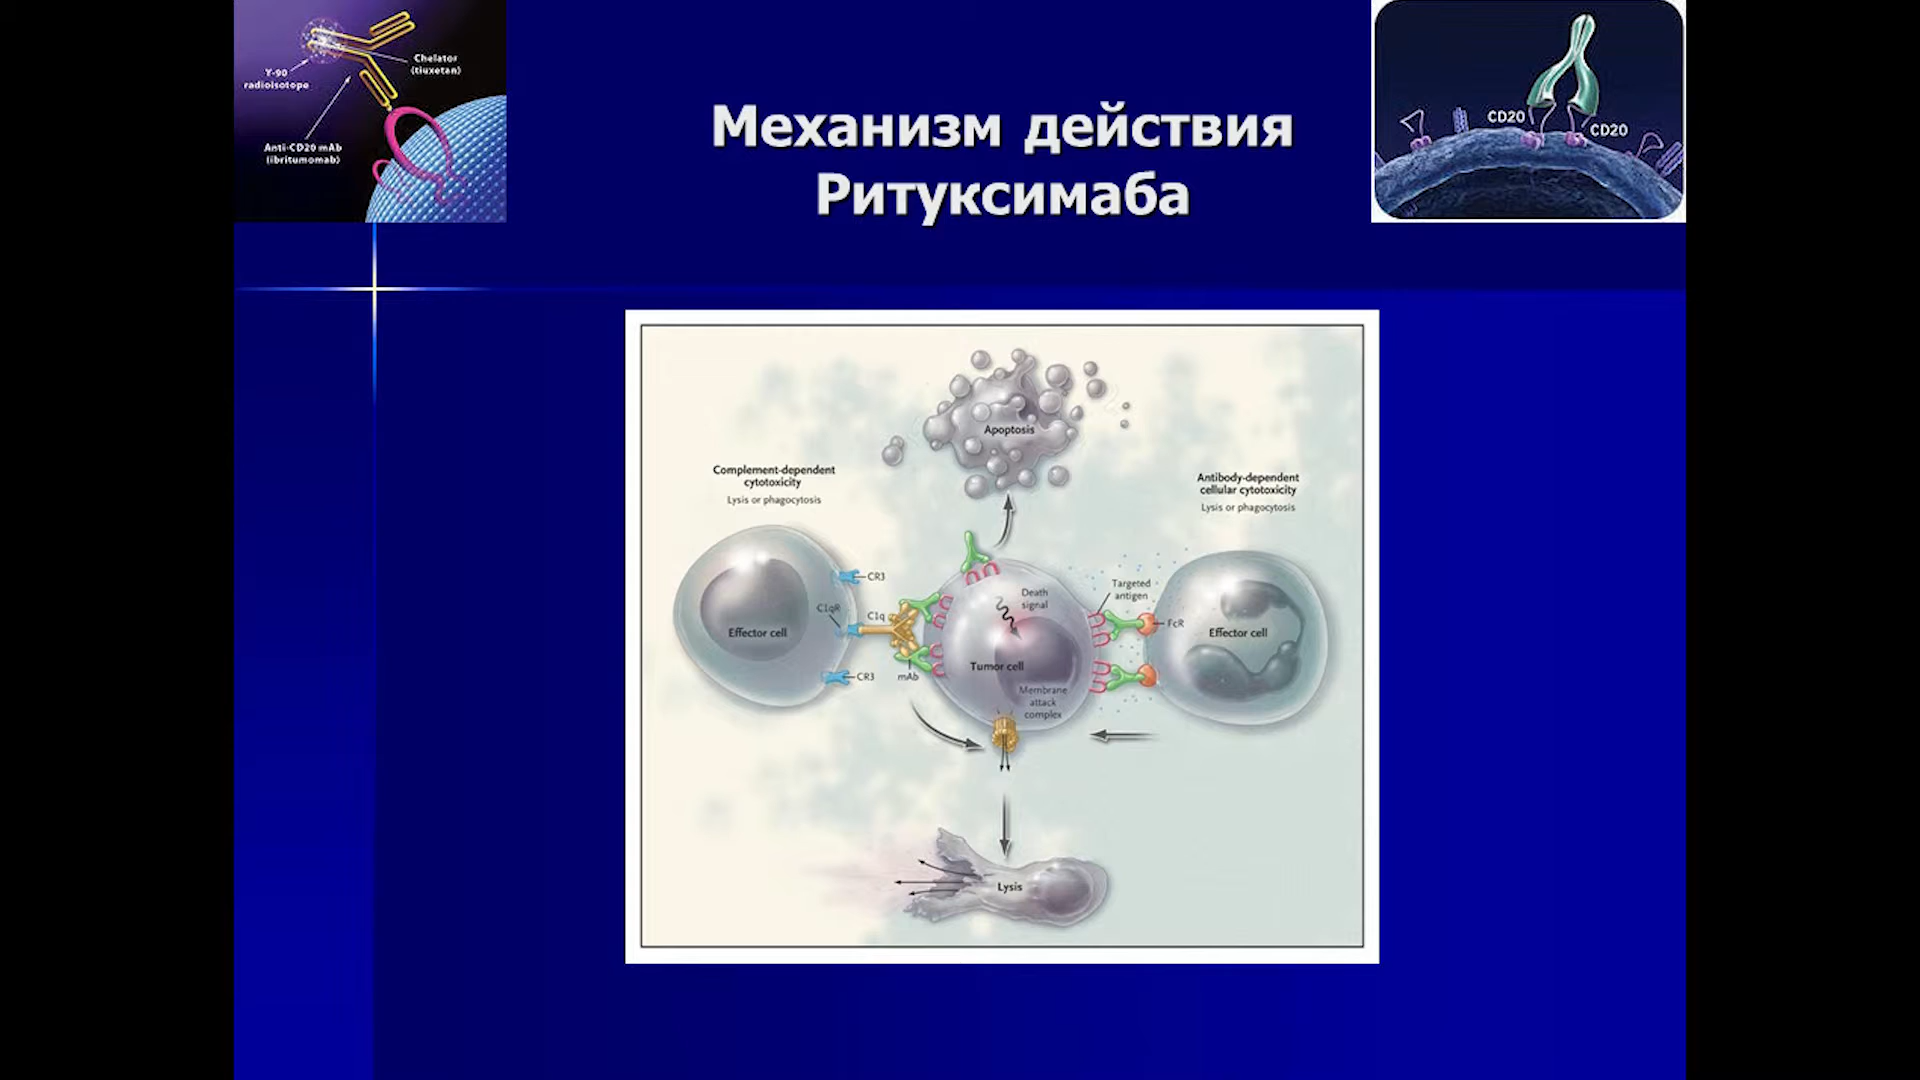 Y-90
radioisotope
Chelator
(tiuxetan)
Anti-CD20 mAb
(ibritumomab)
Механизм действия
Ритуксимаба
CD20
CD20
Apoptosis
Complement-dependent
cytotoxicity
Lysis or phagocytosis
Antibody-dependent
cellular cytotoxicity
Lysis or phagocytosis
CR3
C1qR
C1q
Effector cell
CR3
mAb
Death
signal
Tumor cell
Membrane
attack
complex
Targeted
antigen
FcR
Effector cell
Lysis